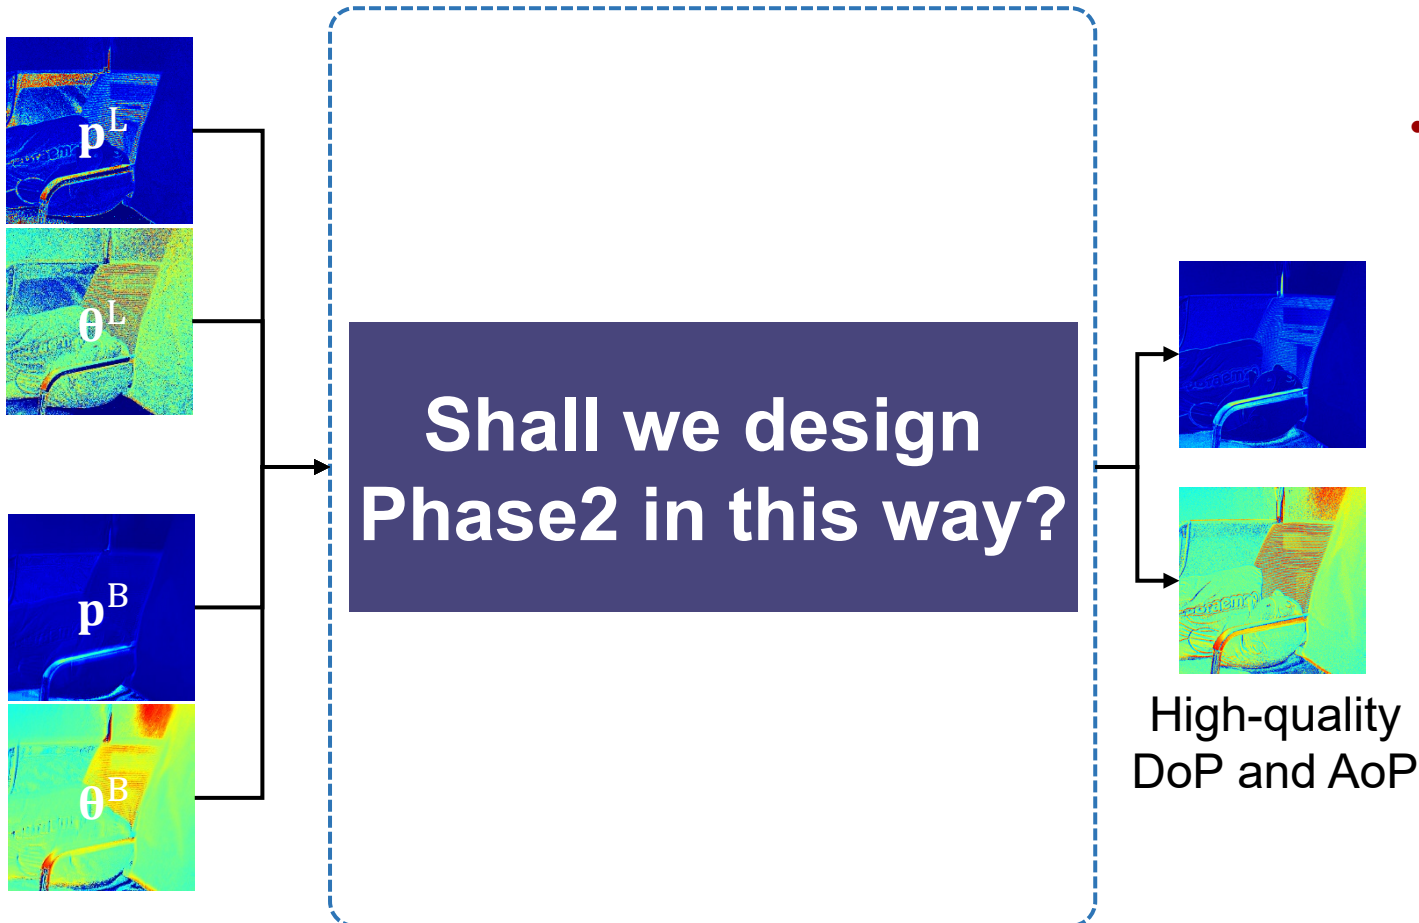 p^L
θ^L
p^B
θ^B
Shall we design
Phase2 in this way?
High-quality
DoP and AoP